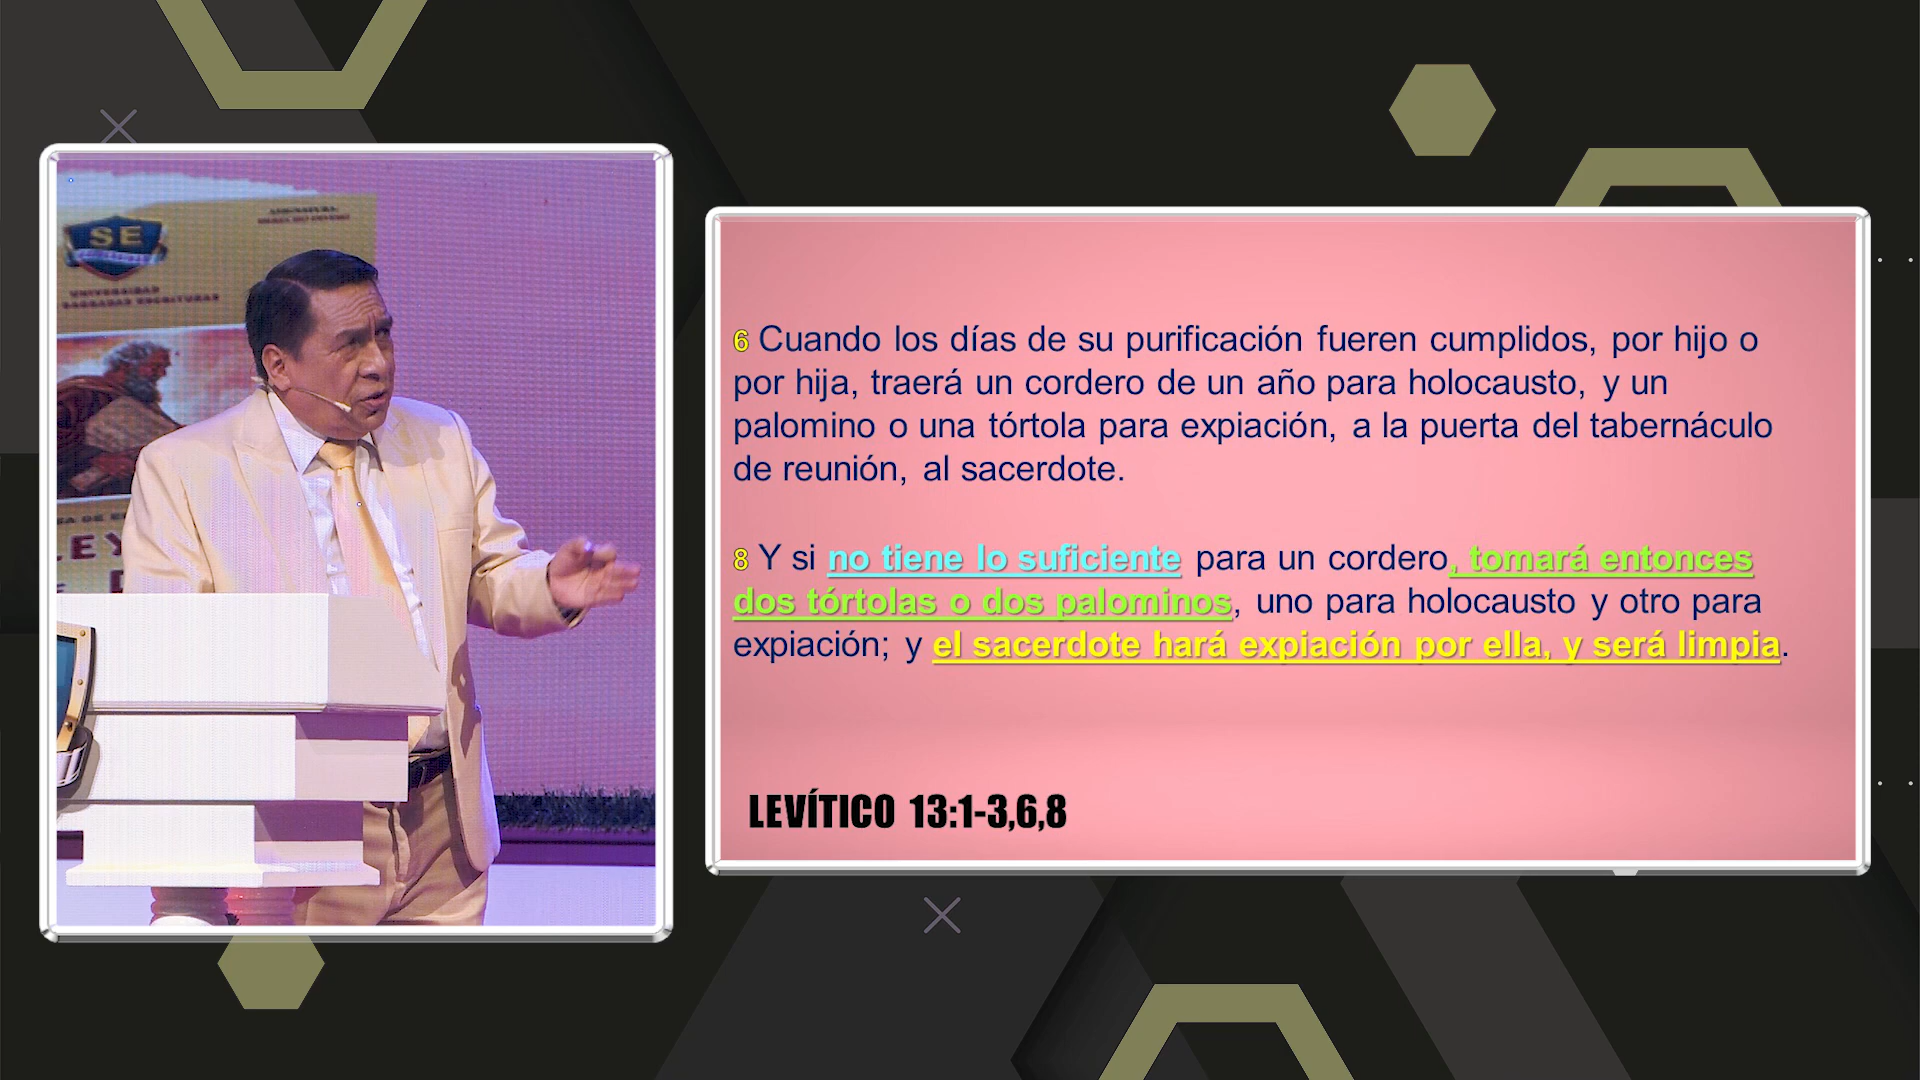 SE
UNIVERSIDAD
SAGRADAS ESCRITURAS
6 Cuando los días de su purificación fueren cumplidos, por hijo o
por hija, traerá un cordero de un año para holocausto, y un
palomino o una tórtola para expiación, a la puerta del tabernáculo
de reunión, al sacerdote.
8 Y si no tiene lo suficiente para un cordero, tomará entonces
dos tórtolas o dos palominos, uno para holocausto y otro para
expiación; y el sacerdote hará expiación por ella, y será limpia.
LEVÍTICO 13:1-3,6,8